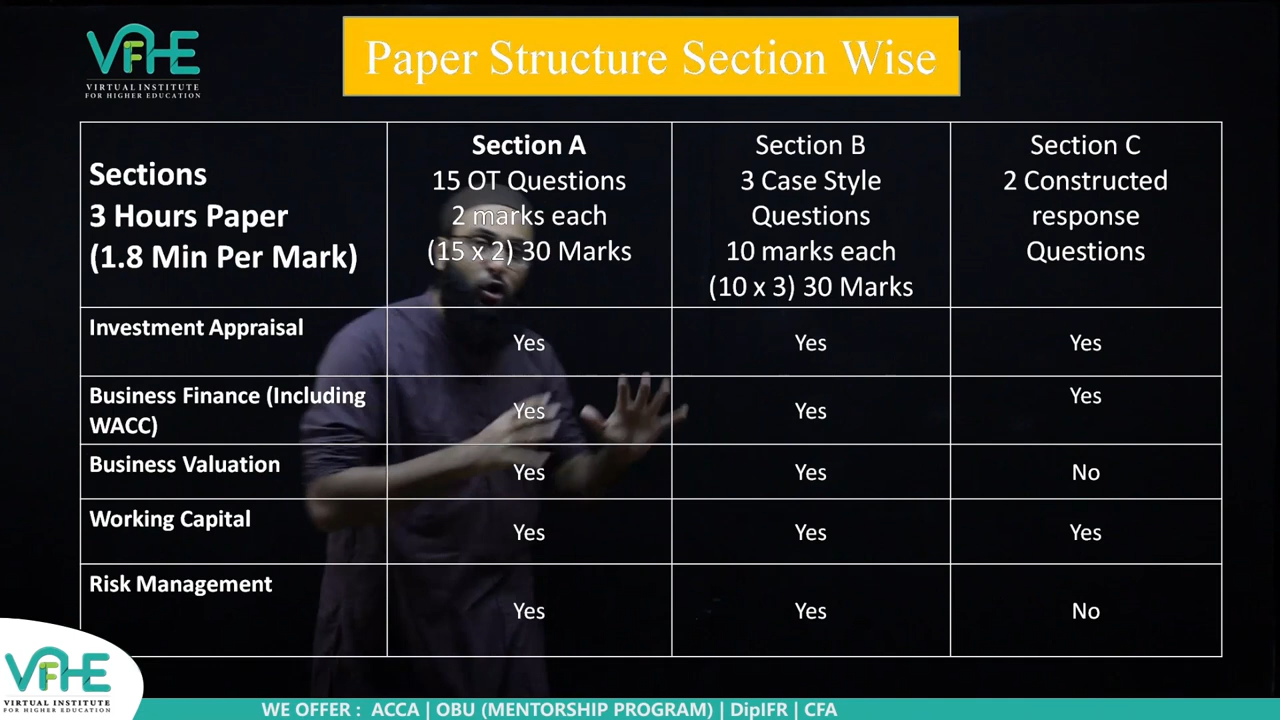 VFHE
VIRTUAL INSTITUTE
FOR HIGHER EDUCATION
Paper Structure Section Wise
Sections
3 Hours Paper
(1.8 Min Per Mark)
Section A
15 OT Questions
2 marks each
(15 x 2) 30 Marks
Section B
3 Case Style
Questions
10 marks each
(10 x 3) 30 Marks
Section C
2 Constructed
response
Questions
Investment Appraisal
Yes
Yes
Yes
Business Finance (Including
WACC)
Yes
Yes
Yes
Business Valuation
Yes
Yes
No
Working Capital
Yes
Yes
Yes
Risk Management
Yes
Yes
No
VFHE
VIRTUAL INSTITUTE
FOR HIGHER EDUCATION
WE OFFER : ACCA | OBU (MENTORSHIP PROGRAM) | DipIFR | CFA